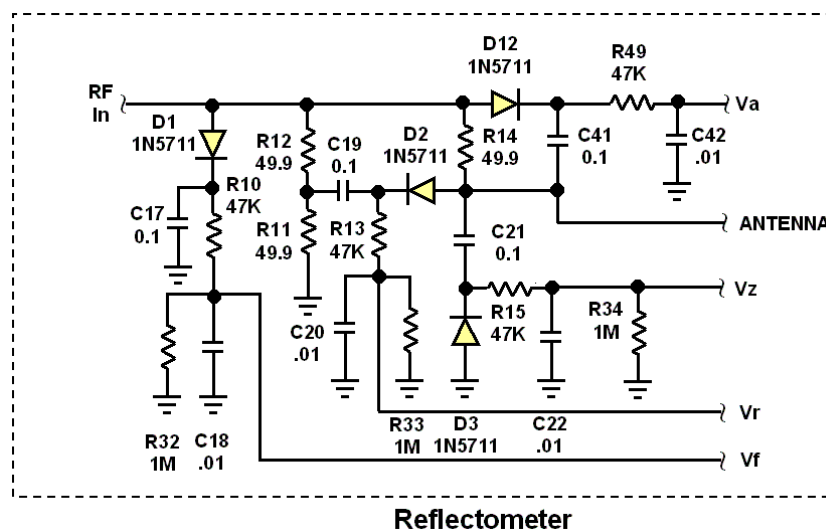 D12
1N5711
R49
47K
RF
In
Va
D1
1N5711
R12
49.9
C19
0.1
D2
1N5711
R14
49.9
C41
0.1
C42
.01
R10
47K
C17
0.1
R11
49.9
R13
47K
C21
0.1
ANTENNA
Vz
C20
.01
R15
47K
R34
1M
R32
1M
C18
.01
R33
1M
D3
1N5711
C22
.01
Vr
Vf
Reflectometer